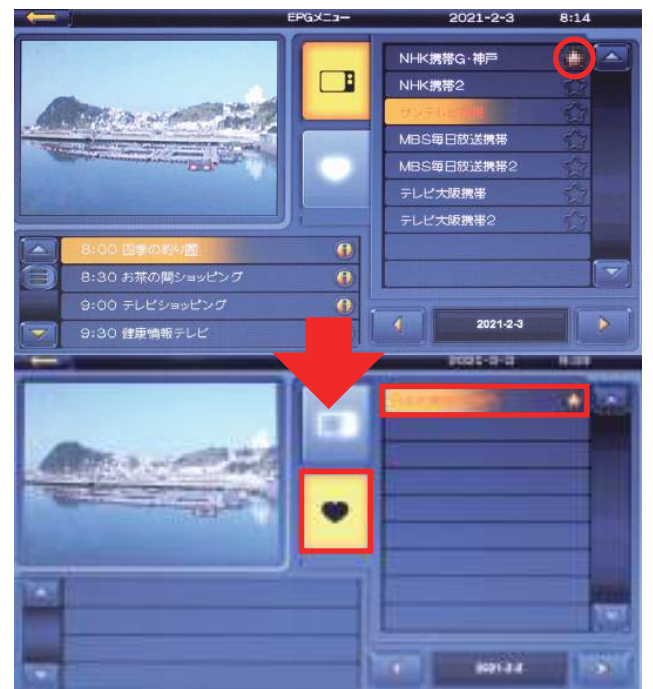 EPGメニュー 2021-2-3 8:14
NHK携帯G・神戸
NHK携帯2
サンテレビ携帯
MBS毎日放送携帯
MBS毎日放送携帯2
テレビ大阪携帯
テレビ大阪携帯2
8:00 四季の釣り
8:30 お茶の間ショッピング
9:00 テレビショッピング
9:30 健康情報テレビ
2021-2-3